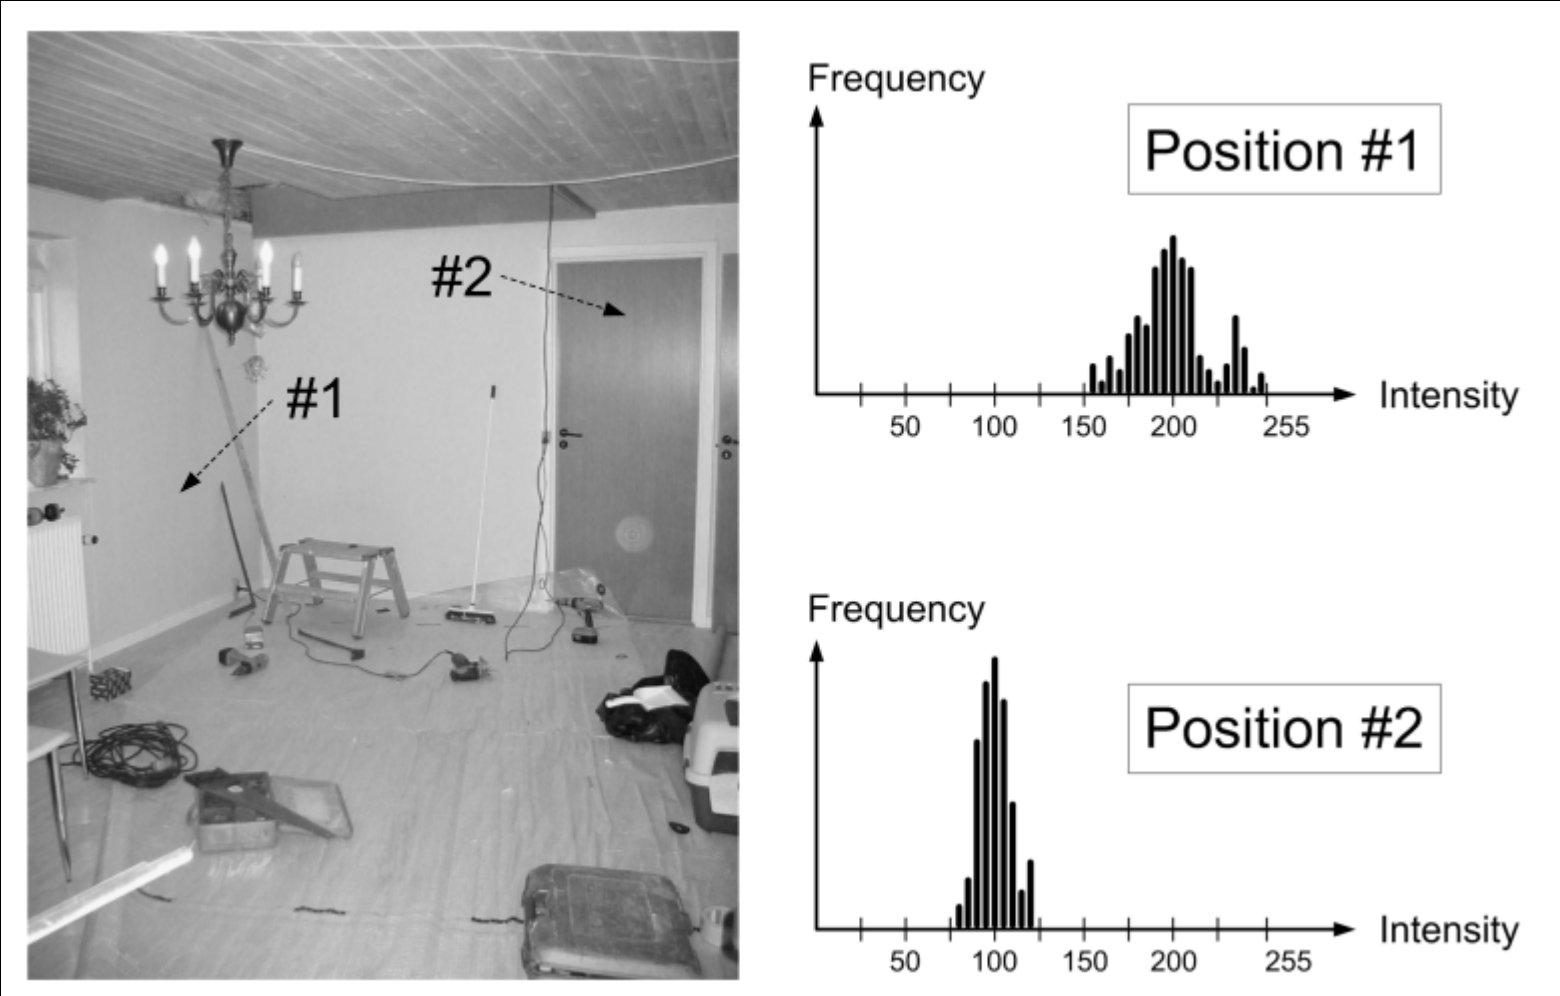 #1
#2
Frequency
Position #1
Intensity
50 100 150 200 255
Frequency
Position #2
Intensity
50 100 150 200 255